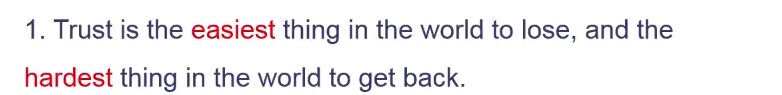 1. Trust is the easiest thing in the world to lose, and the
hardest thing in the world to get back.